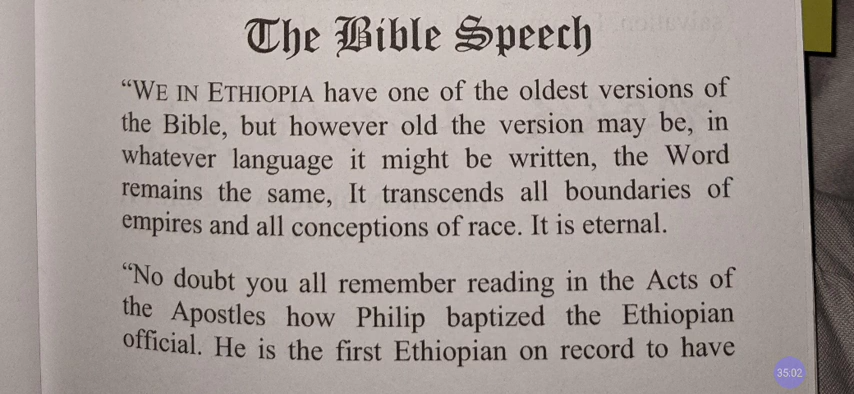 The Bible Speech
“WE IN ETHIOPIA have one of the oldest versions of
the Bible, but however old the version may be, in
whatever language it might be written, the Word
remains the same, It transcends all boundaries of
empires and all conceptions of race. It is eternal.
“No doubt you all remember reading in the Acts of
the Apostles how Philip baptized the Ethiopian
official. He is the first Ethiopian on record to have
35:02